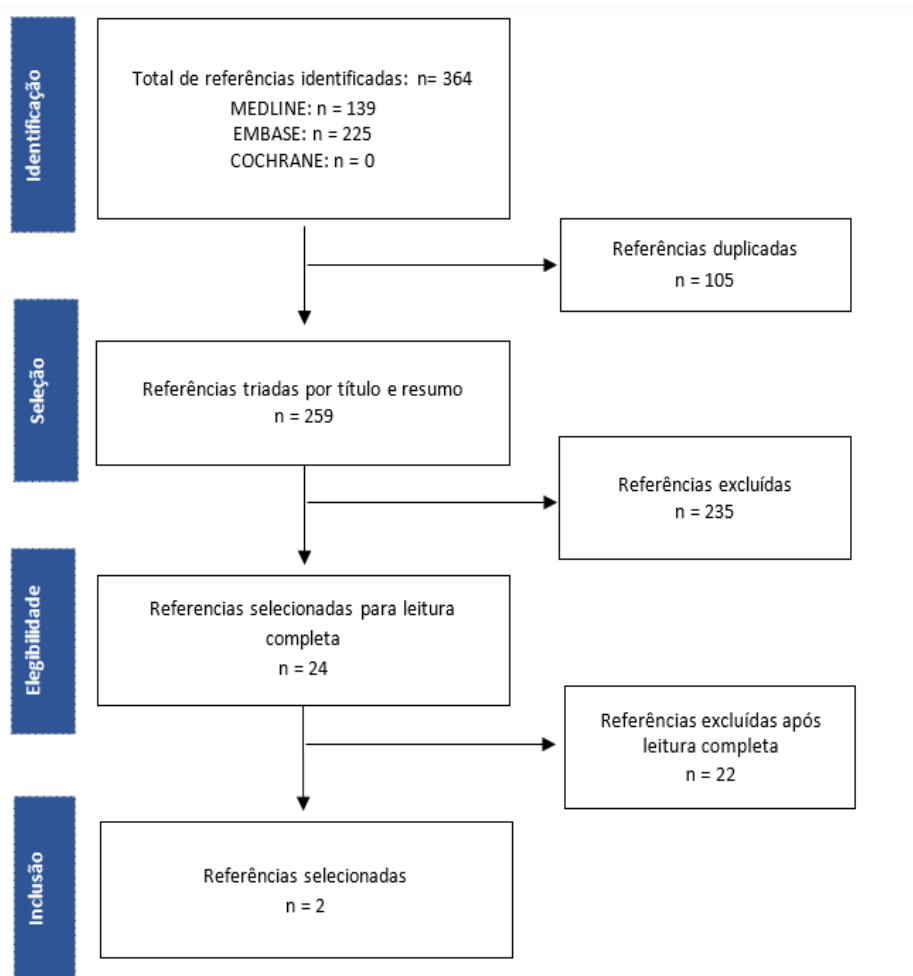 Identificação
Total de referências identificadas: n= 364
MEDLINE: n = 139
EMBASE: n = 225
COCHRANE: n = 0
Referências duplicadas
n = 105
Seleção
Referências triadas por título e resumo
n = 259
Referências excluídas
n = 235
Elegibilidade
Referencias selecionadas para leitura
completa
n = 24
Referências excluídas após
leitura completa
n = 22
Inclusão
Referências selecionadas
n = 2